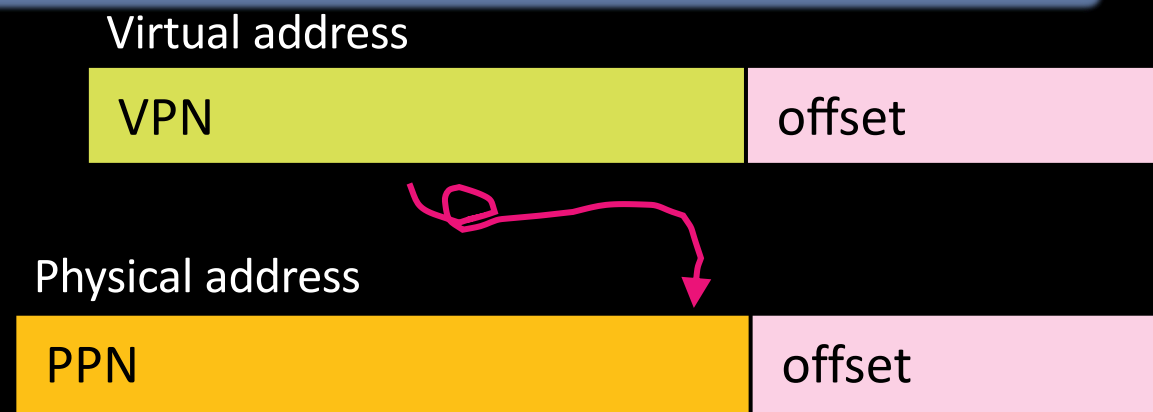 Virtual address
VPN offset
Physical address
PPN offset